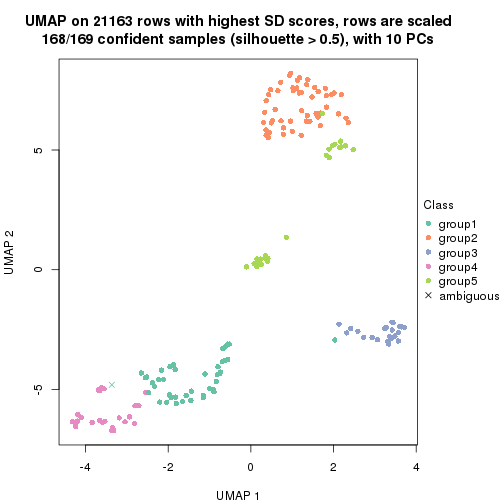 UMAP on 21163 rows with highest SD scores, rows are scaled
168/169 confident samples (silhouette > 0.5), with 10 PCs
5
0
-5
UMAP 2
-4
-2
0
2
4
UMAP 1
Class
group1
group2
group3
group4
group5
ambiguous